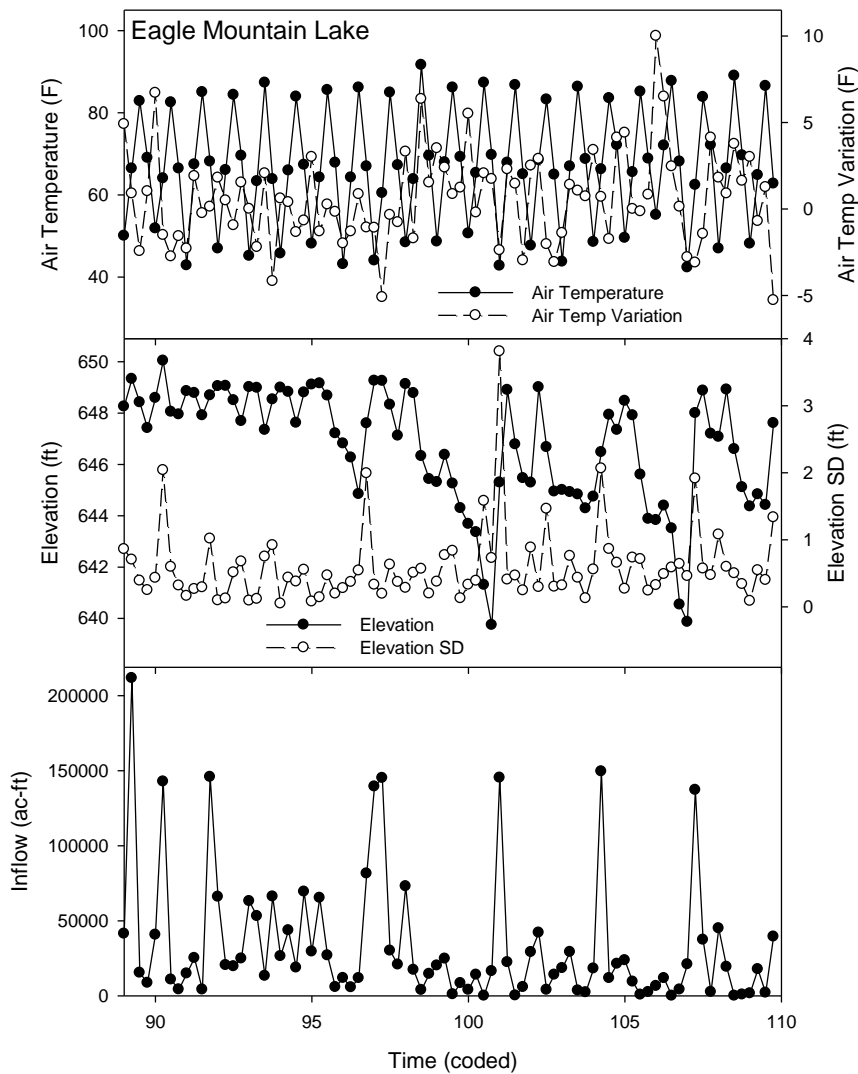 Eagle Mountain Lake
Air Temperature (F)
100
80
60
40
Air Temp Variation (F)
10
5
0
-5
Air Temperature
Air Temp Variation
Elevation (ft)
650
648
646
644
642
640
Elevation SD (ft)
4
3
2
1
0
Elevation
Elevation SD
Inflow (ac-ft)
200000
150000
100000
50000
0
90 95 100 105 110
Time (coded)